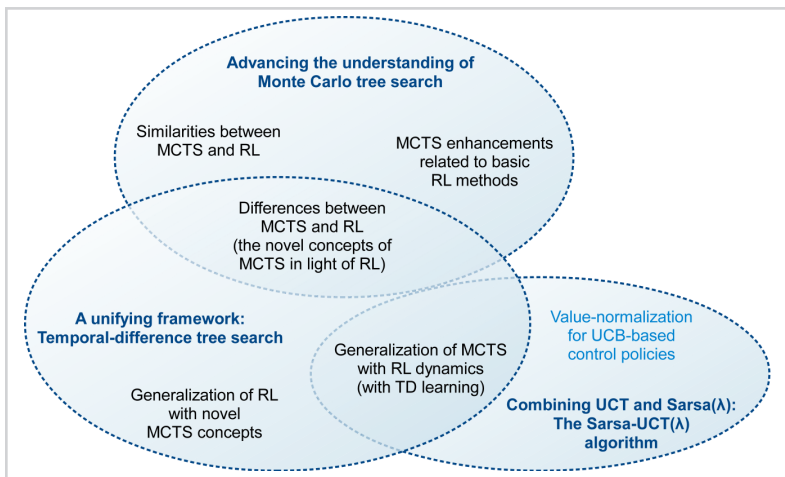 Advancing the understanding of
Monte Carlo tree search
Similarities between
MCTS and RL
MCTS enhancements
related to basic
RL methods
Differences between
MCTS and RL
(the novel concepts of
MCTS in light of RL)
A unifying framework:
Temporal-difference tree search
Generalization of RL
with novel
MCTS concepts
Generalization of MCTS
with RL dynamics
(with TD learning)
Value-normalization
for UCB-based
control policies
Combining UCT and Sarsa(λ):
The Sarsa-UCT(λ)
algorithm